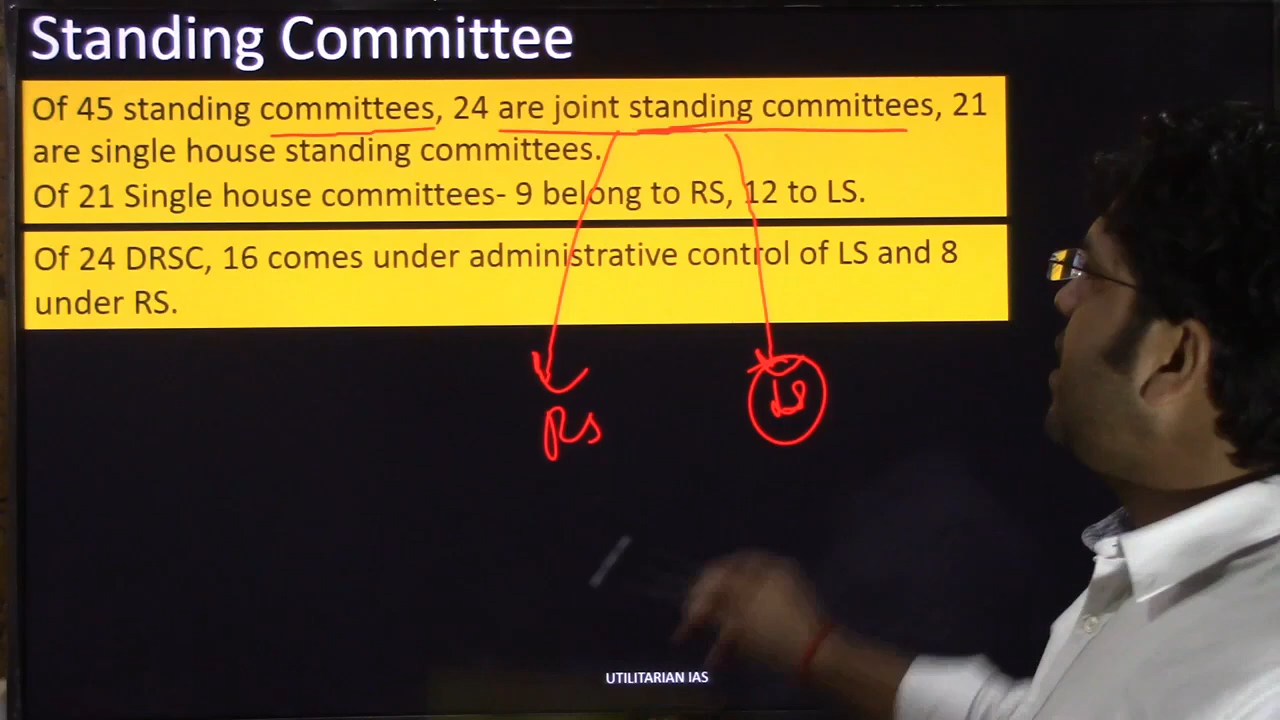 Standing Committee
Of 45 standing committees, 24 are joint standing committees, 21
are single house standing committees.
Of 21 Single house committees- 9 belong to RS, 12 to LS.
Of 24 DRSC, 16 comes under administrative control of LS and 8
under RS.
Rs
LS
UTILITARIAN IAS